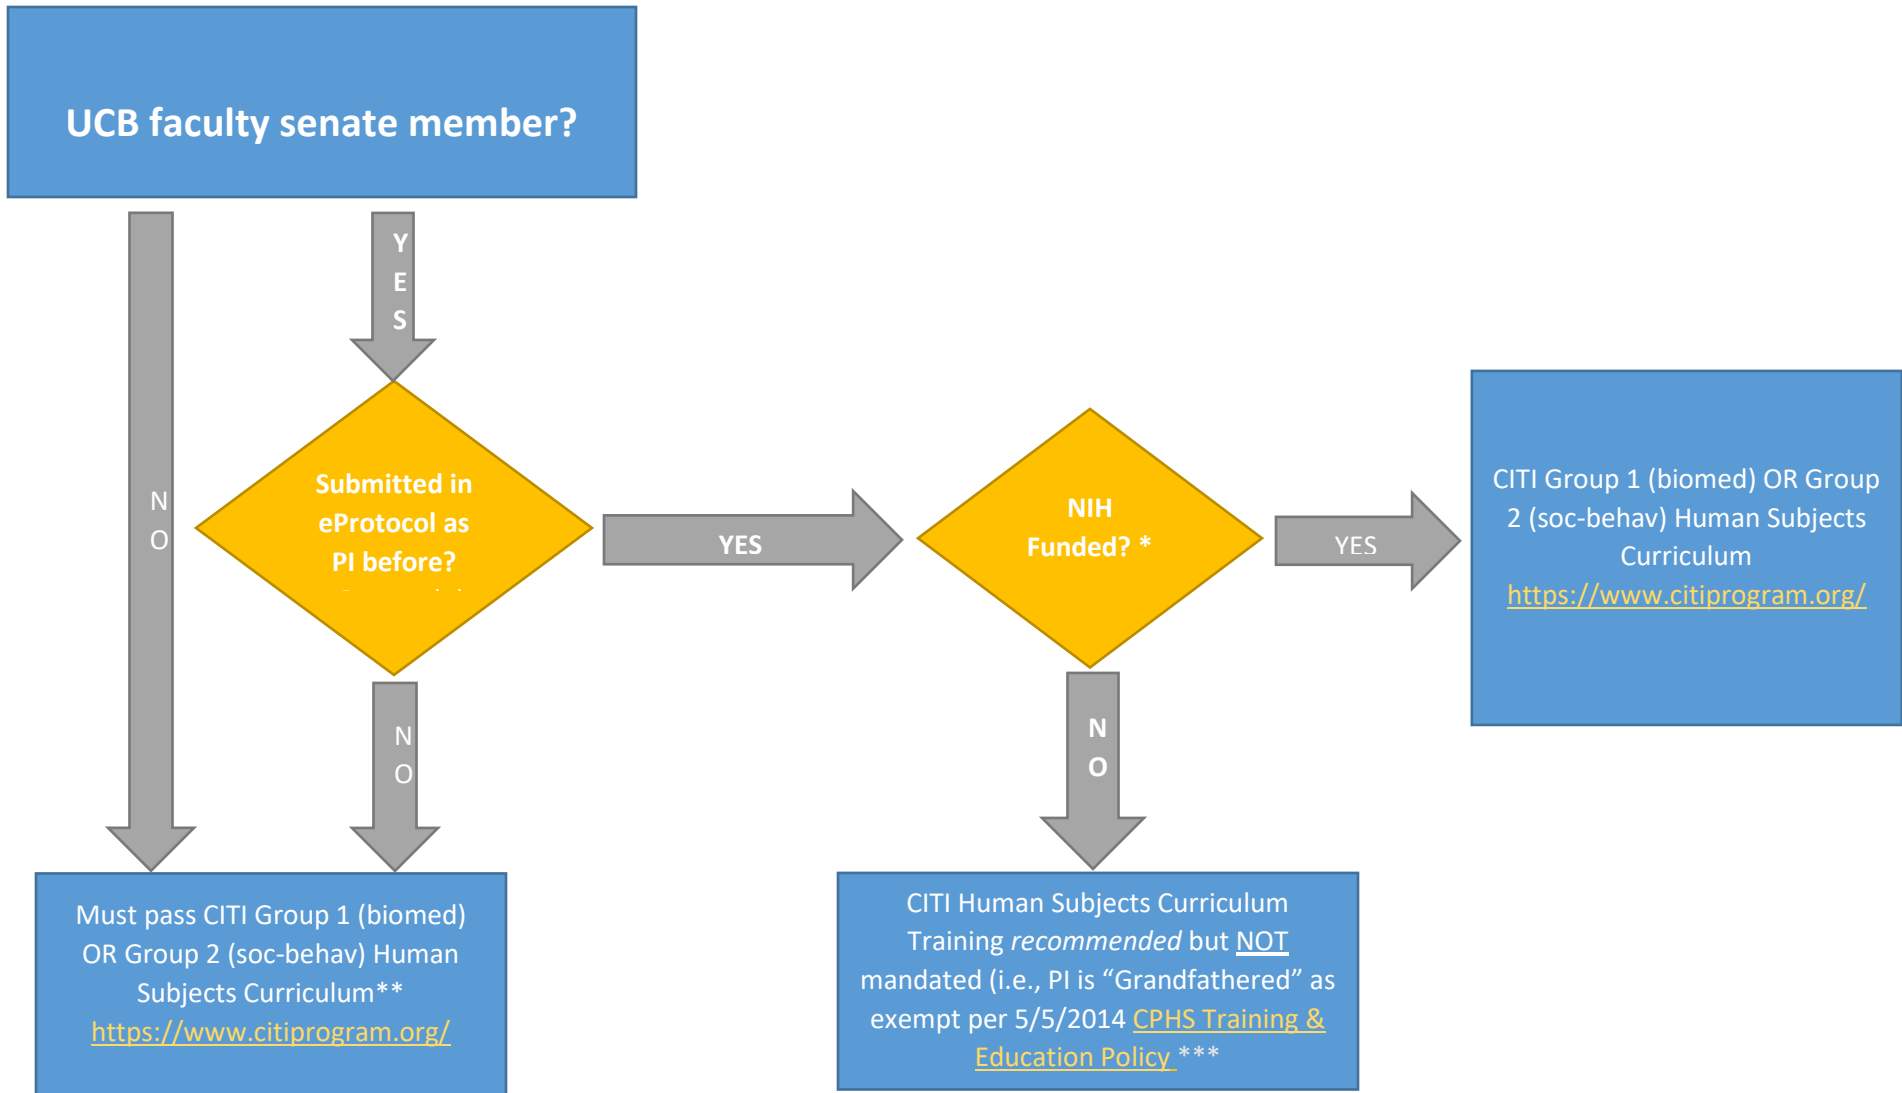 UCB faculty senate member?
Y
E
S
N
O
Submitted in
eProtocol as
PI before?
YES
NIH
Funded? *
YES
CITI Group 1 (biomed) OR Group
2 (soc-behav) Human Subjects
Curriculum
https://www.citiprogram.org/
N
O
N
O
Must pass CITI Group 1 (biomed)
OR Group 2 (soc-behav) Human
Subjects Curriculum**
https://www.citiprogram.org/
CITI Human Subjects Curriculum
Training recommended but NOT
mandated (i.e., PI is “Grandfathered” as
exempt per 5/5/2014 CPHS Training &
Education Policy ***